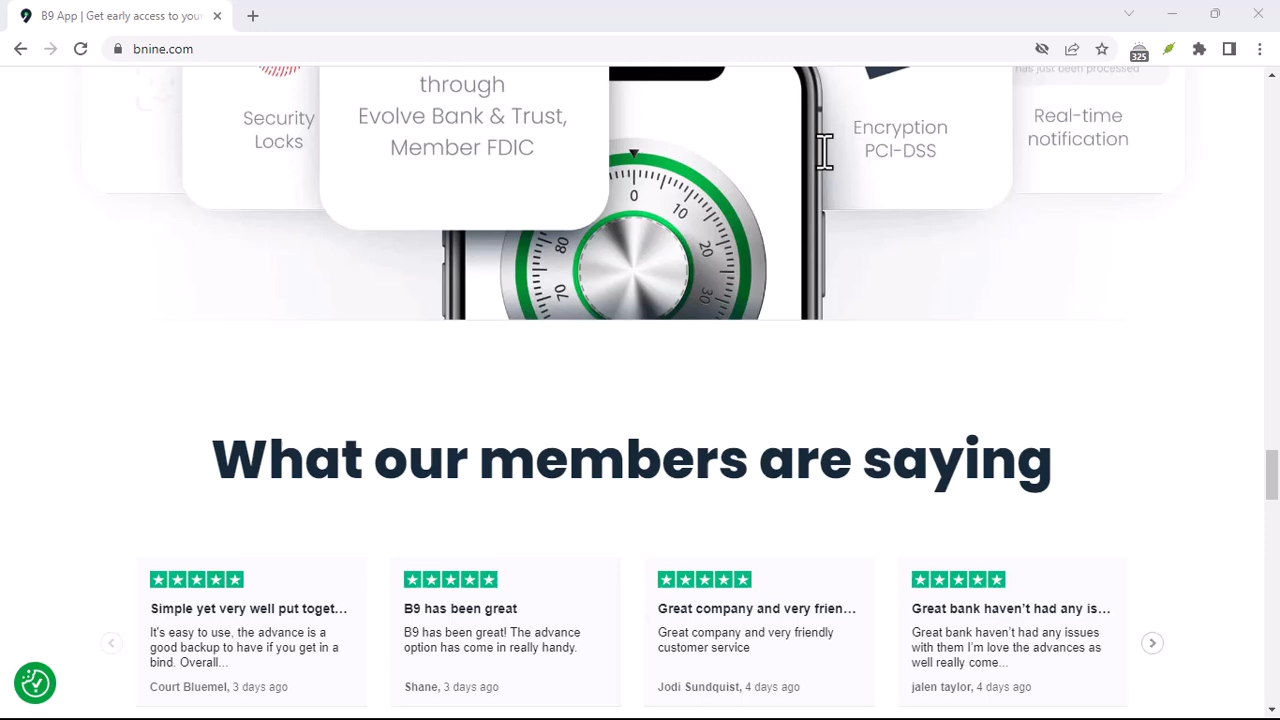 B9 App | Get early access to your
bnine.com
325
through
Evolve Bank & Trust,
Member FDIC
Security
Locks
Encryption
PCI-DSS
has just been processed
Real-time
notification
0
10
20
30
70
80
What our members are saying
Simple yet very well put toget...
It's easy to use, the advance is a
good backup to have if you get in a
bind. Overall...
Court Bluemel, 3 days ago
B9 has been great
B9 has been great! The advance
option has come in really handy.
Shane, 3 days ago
Great company and very frien...
Great company and very friendly
customer service
Jodi Sundquist, 4 days ago
Great bank haven't had any is...
Great bank haven't had any issues
with them I'm love the advances as
well really come...
jalen taylor, 4 days ago